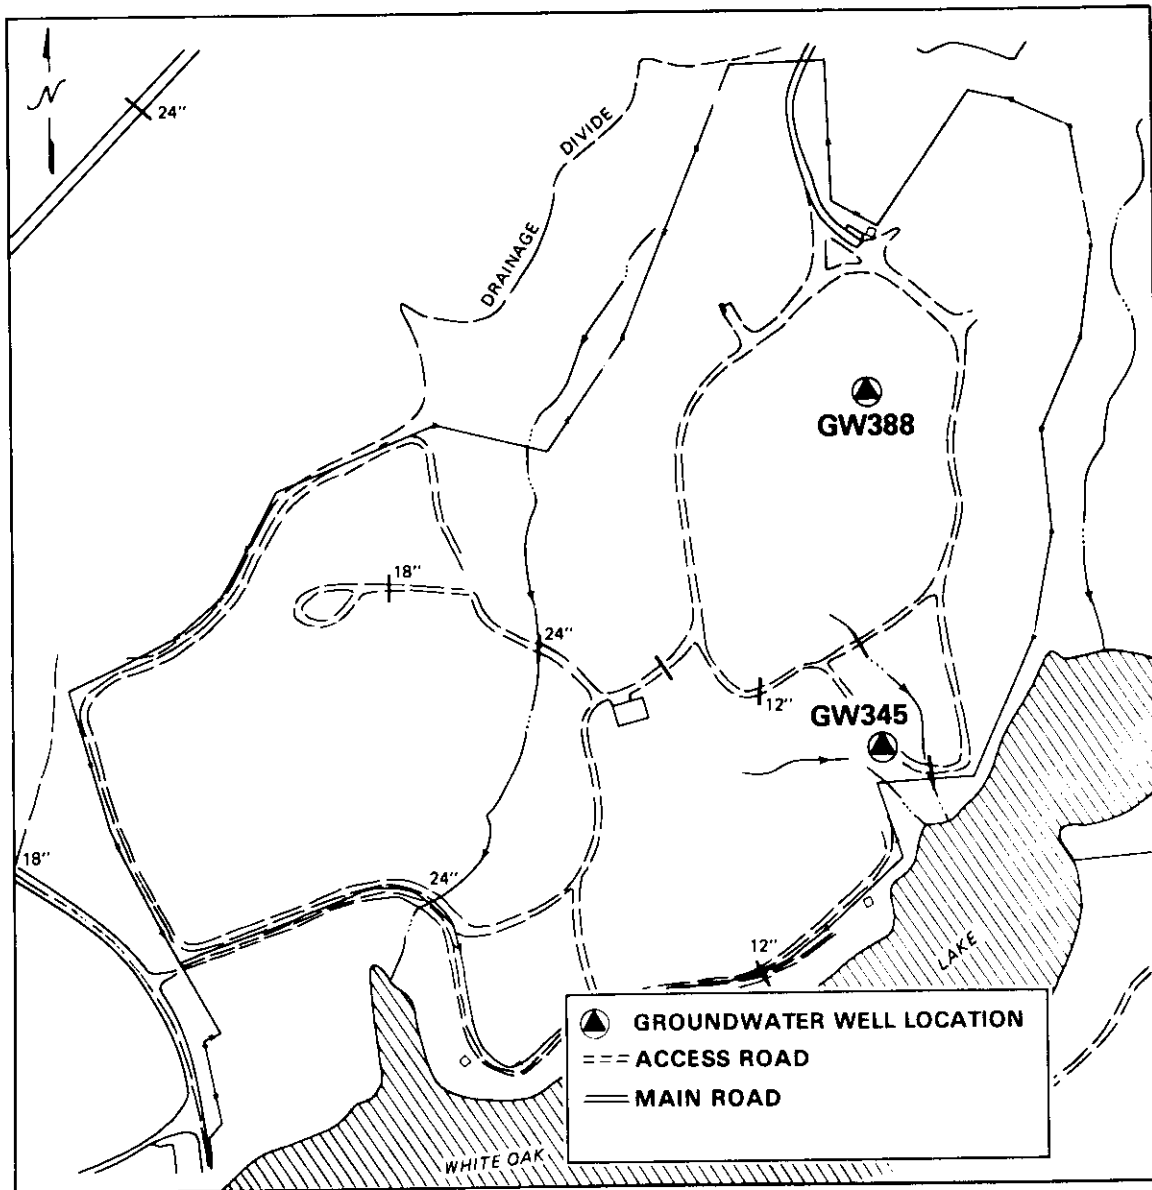 N
24"
DIVIDE
DRAINAGE
GW388
18"
24"
12"
GW345
18"
24"
12"
LAKE
WHITE OAK
GROUNDWATER WELL LOCATION
ACCESS ROAD
MAIN ROAD